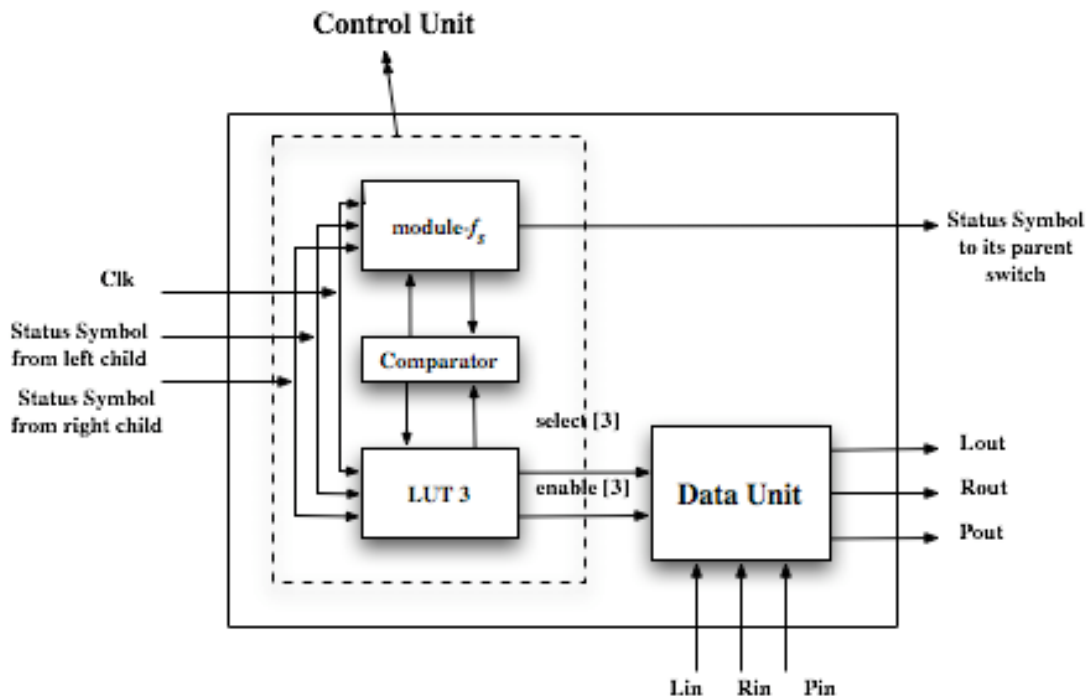 Control Unit
module-fs
Status Symbol
to its parent
switch
Clk
Status Symbol
from left child
Comparator
Status Symbol
from right child
select [3]
LUT 3
enable [3]
Data Unit
Lout
Rout
Pout
Lin
Rin
Pin